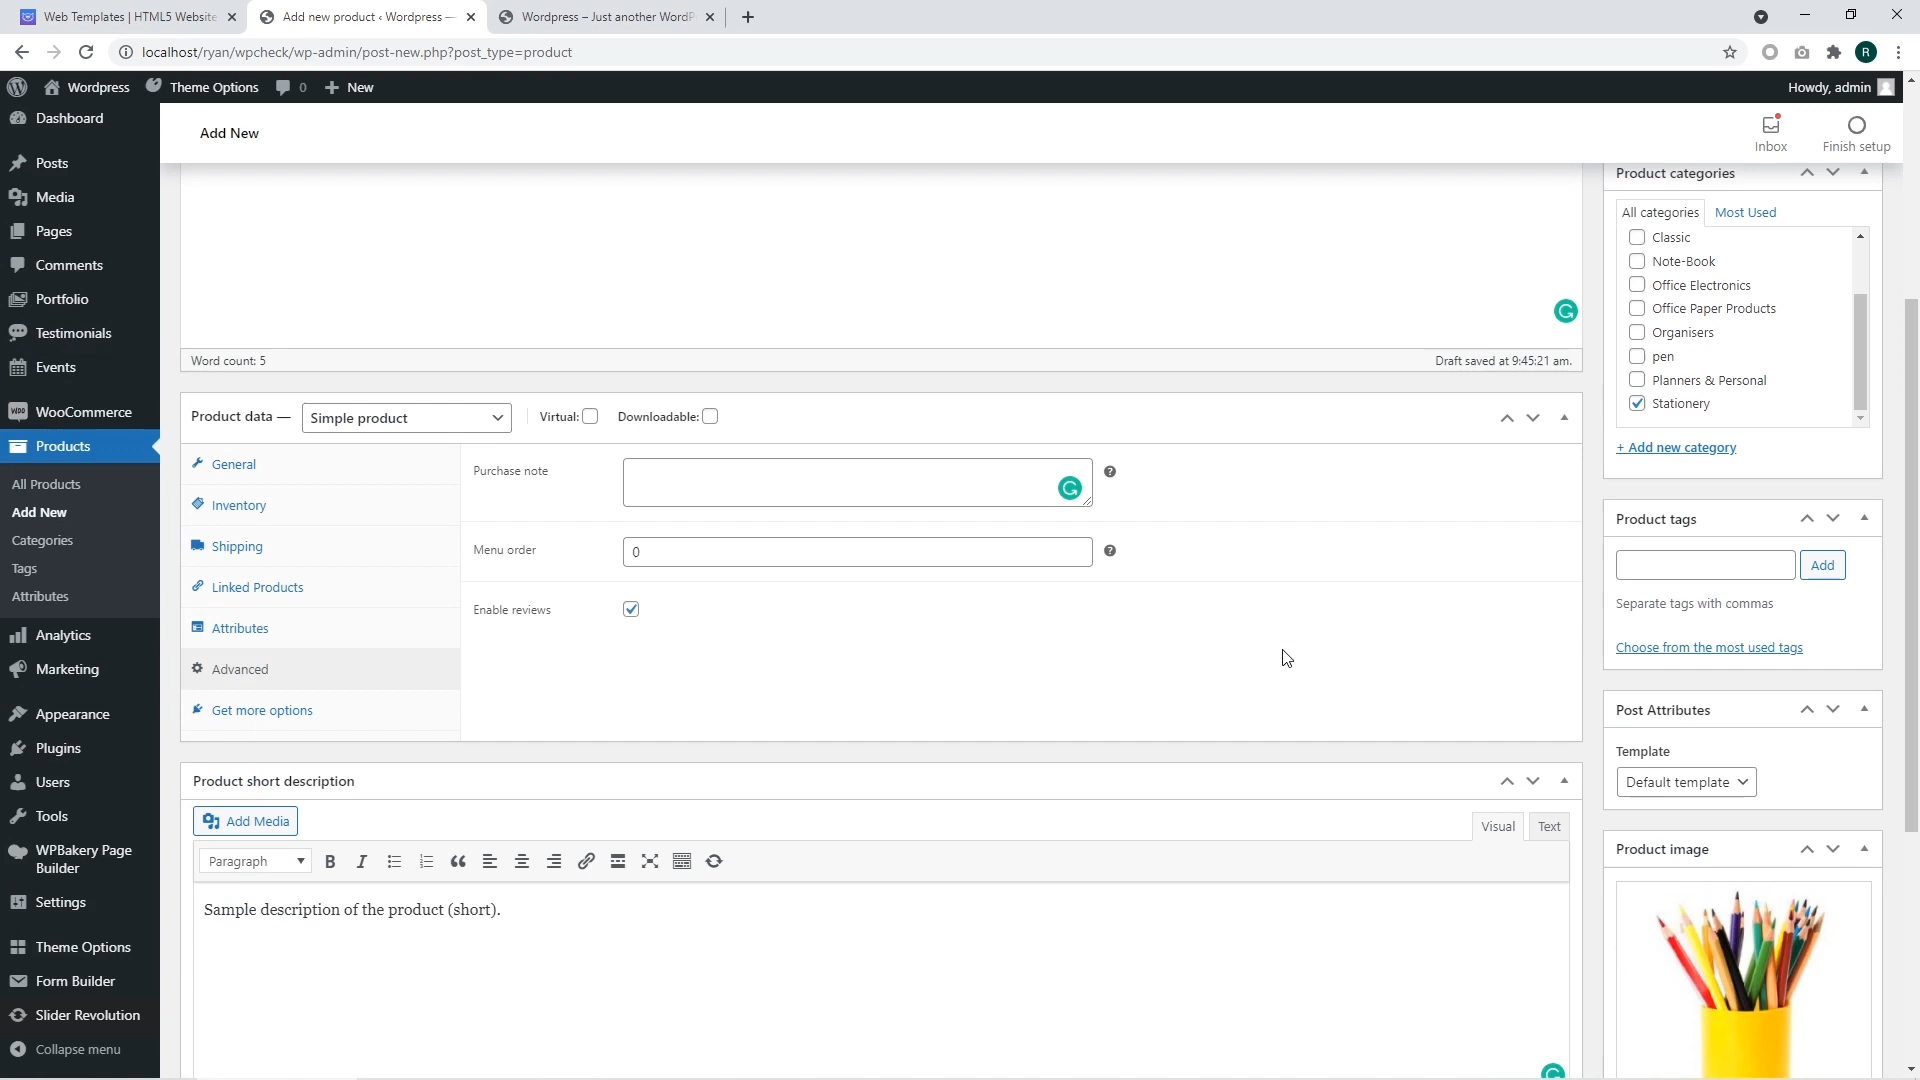 Web Templates | HTML5 Website
Add new product ‹ Wordpress —
Wordpress – Just another WordP
localhost/ryan/wpcheck/wp-admin/post-new.php?post_type=product
R
Wordpress
Theme Options
0
New
Howdy, admin
Dashboard
Posts
Media
Pages
Comments
Portfolio
Testimonials
Events
WooCommerce
Products
All Products
Add New
Categories
Tags
Attributes
Analytics
Marketing
Appearance
Plugins
Users
Tools
WPBakery Page
Builder
Settings
Theme Options
Form Builder
Slider Revolution
Collapse menu
Add New
Inbox
Finish setup
Word count: 5
Draft saved at 9:45:21 am.
Product data —
Simple product
Virtual:
Downloadable:
General
Inventory
Shipping
Linked Products
Attributes
Advanced
Get more options
Purchase note
Menu order
0
Enable reviews
Product short description
Add Media
Visual
Text
Paragraph
Sample description of the product (short).
Product categories
All categories
Most Used
Classic
Note-Book
Office Electronics
Office Paper Products
Organisers
pen
Planners & Personal
Stationery
+ Add new category
Product tags
Add
Separate tags with commas
Choose from the most used tags
Post Attributes
Template
Default template
Product image